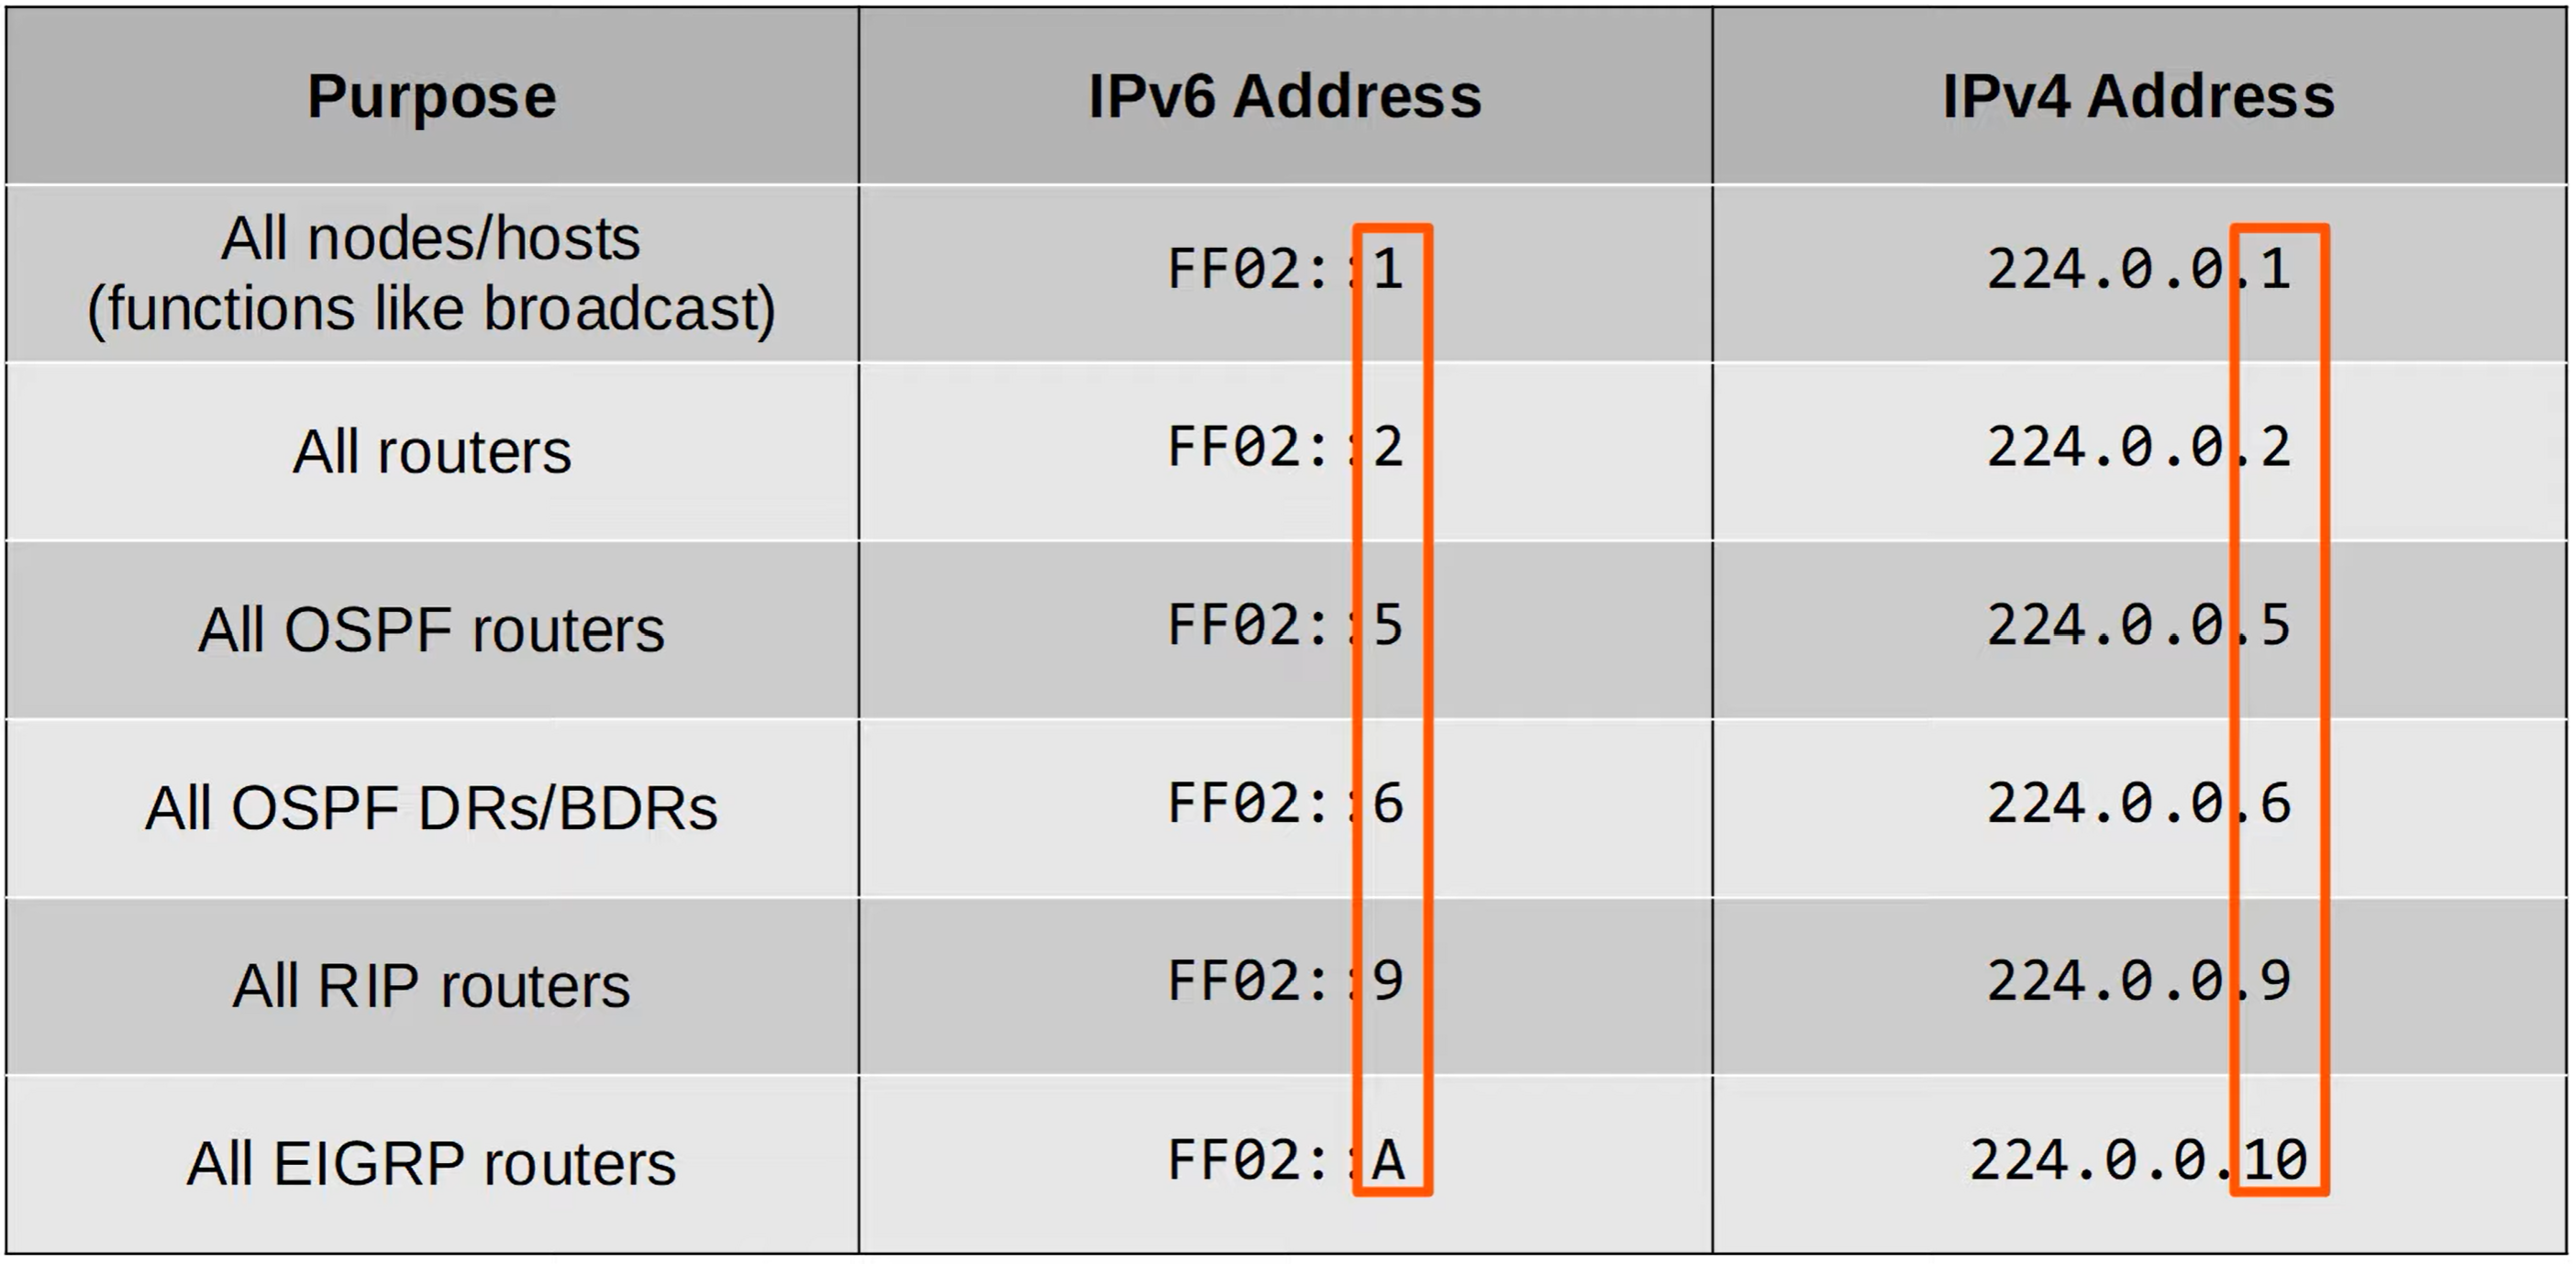 Purpose IPv6 Address IPv4 Address
All nodes/hosts
(functions like broadcast) FF02::1 224.0.0.1
All routers FF02::2 224.0.0.2
All OSPF routers FF02::5 224.0.0.5
All OSPF DRs/BDRs FF02::6 224.0.0.6
All RIP routers FF02::9 224.0.0.9
All EIGRP routers FF02::A 224.0.0.10